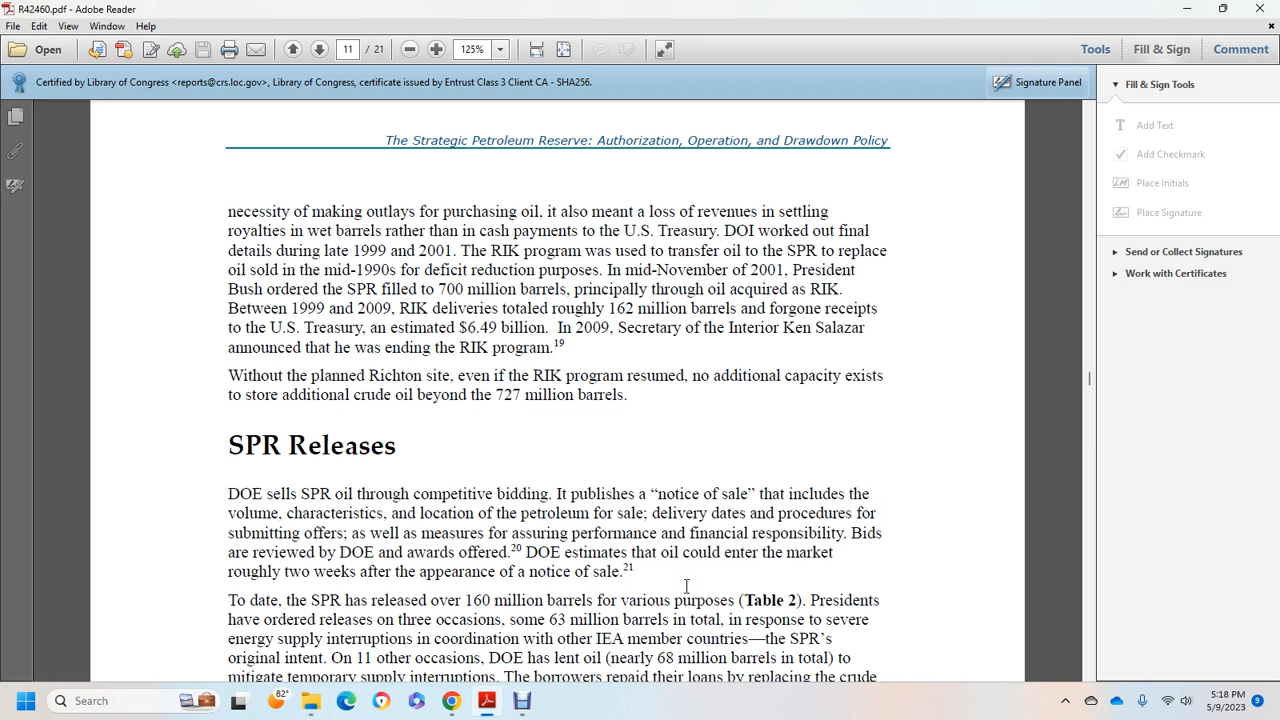 R42460.pdf - Adobe Reader
File Edit View Window Help
Open 11 / 21 125% Tools Fill & Sign Comment
Certified by Library of Congress <reports@crs.loc.gov>, Library of Congress, certificate issued by Entrust Class 3 Client CA - SHA256. Signature Panel
Fill & Sign Tools
Add Text
Add Checkmark
Place Initials
Place Signature
Send or Collect Signatures
Work with Certificates
The Strategic Petroleum Reserve: Authorization, Operation, and Drawdown Policy
necessity of making outlays for purchasing oil, it also meant a loss of revenues in settling
royalties in wet barrels rather than in cash payments to the U.S. Treasury. DOI worked out final
details during late 1999 and 2001. The RIK program was used to transfer oil to the SPR to replace
oil sold in the mid-1990s for deficit reduction purposes. In mid-November of 2001, President
Bush ordered the SPR filled to 700 million barrels, principally through oil acquired as RIK.
Between 1999 and 2009, RIK deliveries totaled roughly 162 million barrels and forgone receipts
to the U.S. Treasury, an estimated $6.49 billion. In 2009, Secretary of the Interior Ken Salazar
announced that he was ending the RIK program.19
Without the planned Richton site, even if the RIK program resumed, no additional capacity exists
to store additional crude oil beyond the 727 million barrels.
SPR Releases
DOE sells SPR oil through competitive bidding. It publishes a “notice of sale” that includes the
volume, characteristics, and location of the petroleum for sale; delivery dates and procedures for
submitting offers; as well as measures for assuring performance and financial responsibility. Bids
are reviewed by DOE and awards offered.20 DOE estimates that oil could enter the market
roughly two weeks after the appearance of a notice of sale.21
To date, the SPR has released over 160 million barrels for various purposes (Table 2). Presidents
have ordered releases on three occasions, some 63 million barrels in total, in response to severe
energy supply interruptions in coordination with other IEA member countries—the SPR’s
original intent. On 11 other occasions, DOE has lent oil (nearly 68 million barrels in total) to
mitigate temporary supply interruptions. The borrowers repaid their loans by replacing the crude
Search 82° 5:18 PM
5/9/2023 9